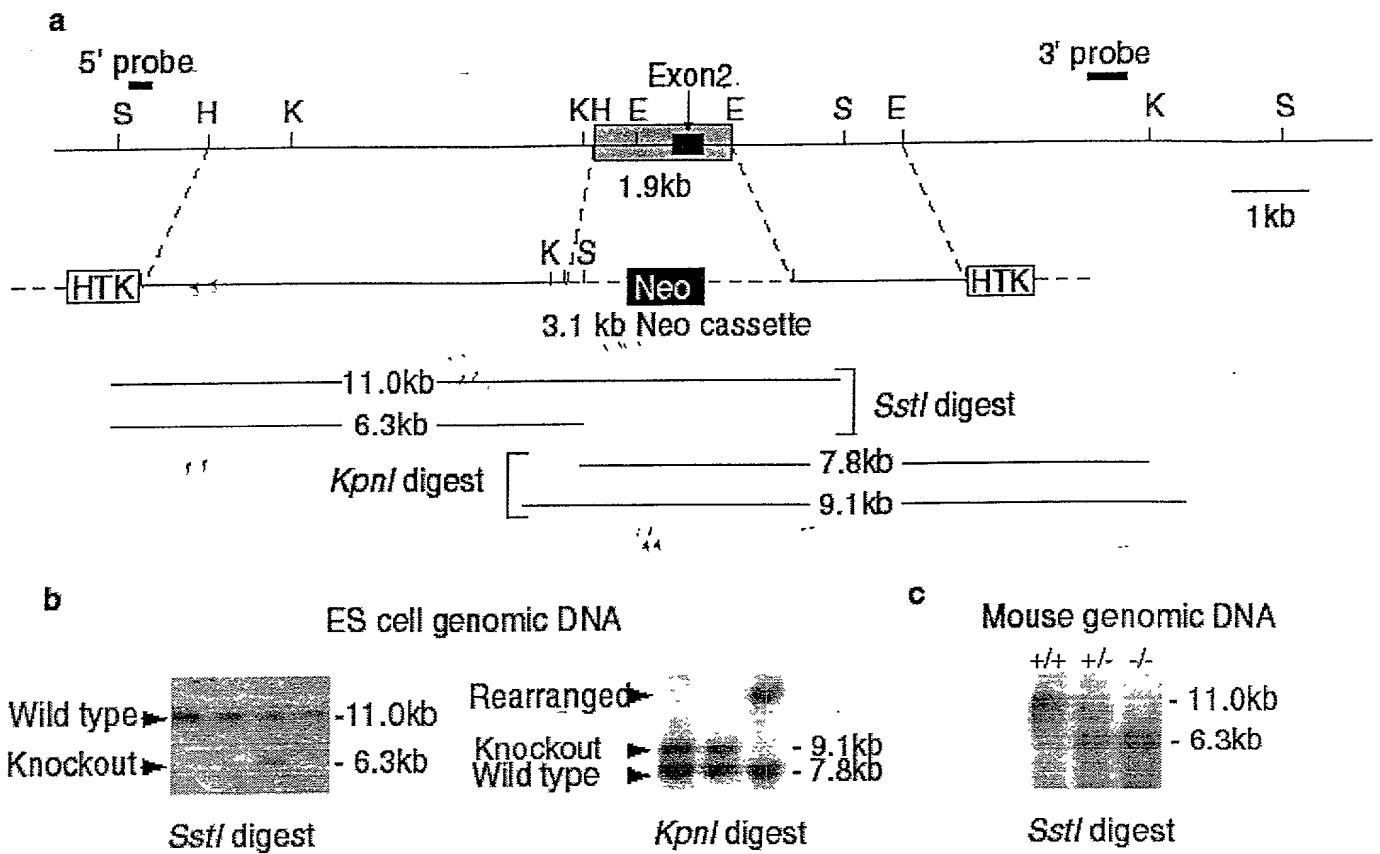 a
5' probe
3' probe
Exon2
S H K KH E E S E K S
1.9kb
1kb
K S
HTK Neo HTK
3.1 kb Neo cassette
11.0kb
SstI digest
6.3kb
7.8kb
KpnI digest
9.1kb
b
ES cell genomic DNA
Wild type
-11.0kb
Knockout
- 6.3kb
SstI digest
Rearranged
Knockout
- 9.1kb
Wild type
- 7.8kb
KpnI digest
c
Mouse genomic DNA
+/+ +/- -/-
- 11.0kb
- 6.3kb
SstI digest